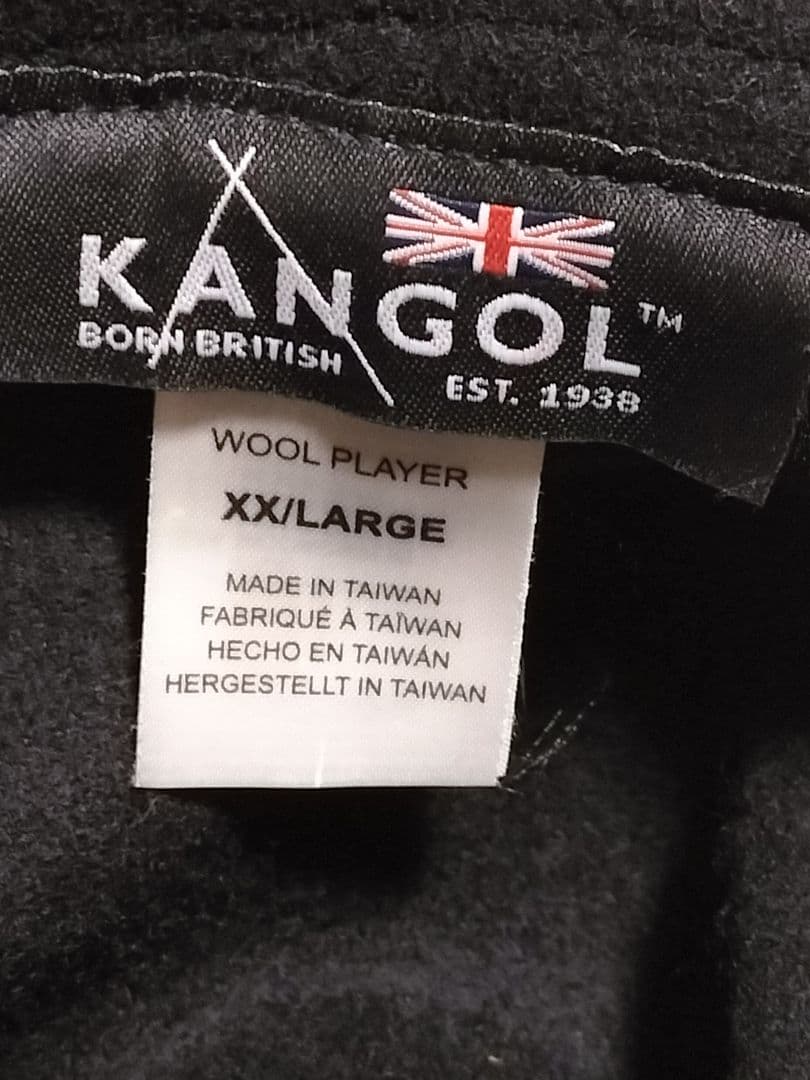 KANGOL™
BORN BRITISH
EST. 1938
WOOL PLAYER
XX/LARGE
MADE IN TAIWAN
FABRIQUÉ À TAÏWAN
HECHO EN TAIWÁN
HERGESTELLT IN TAIWAN